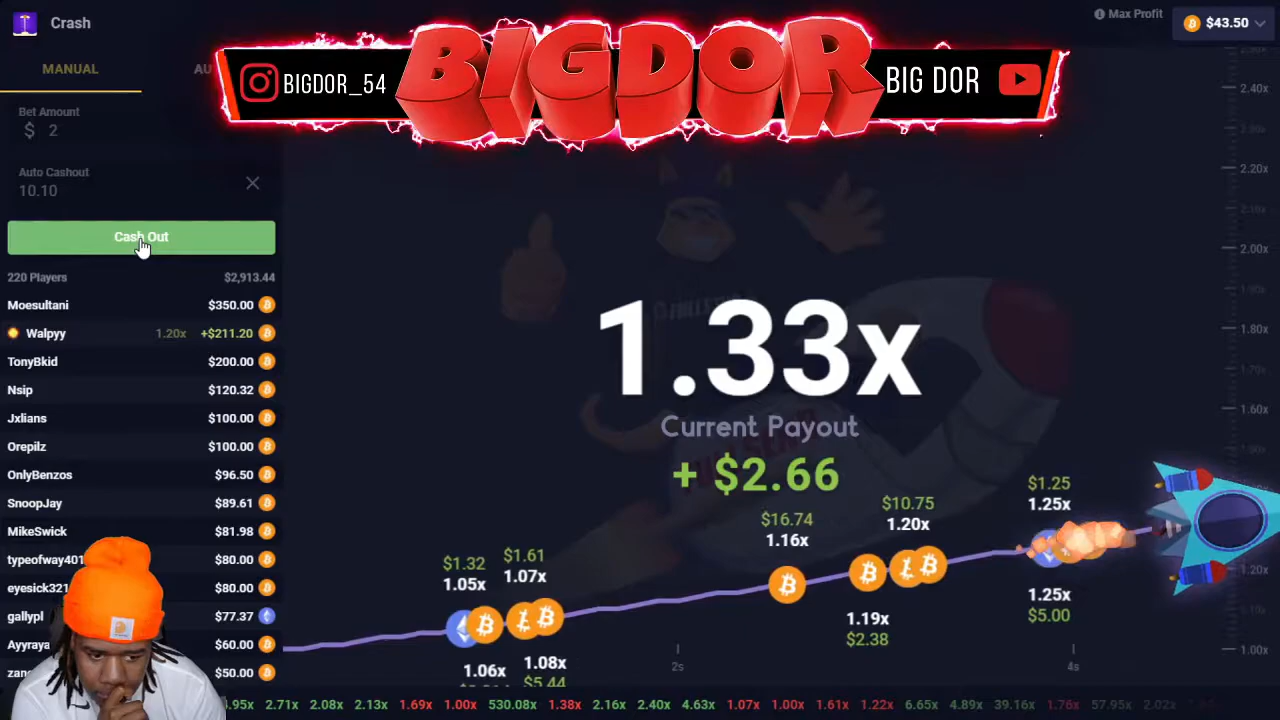 Crash
Max Profit
$43.50
MANUAL
AU
BIGDOR_54
BIGDOR
BIG DOR
Bet Amount
$ 2
Auto Cashout
10.10
Cash Out
220 Players
$2,913.44
Moesultani
$350.00
Walpyy
1.20x
+$211.20
TonyBkid
$200.00
Nsip
$120.32
Jxlians
$100.00
Orepilz
$100.00
OnlyBenzos
$96.50
SnoopJay
$89.61
MikeSwick
$81.98
typeofway401
$80.00
eyesick321
$80.00
gallypl
$77.37
Ayyraya
$60.00
zan
$50.00
1.33x
Current Payout
+ $2.66
$1.32
1.05x
$1.61
1.07x
$16.74
1.16x
$10.75
1.20x
$1.25
1.25x
1.06x
1.08x
$5.44
1.19x
$2.38
1.25x
$5.00
2s
4s
2.40x
2.20x
2.00x
1.80x
1.60x
1.20x
1.00x
.95x
2.71x
2.08x
2.13x
1.69x
1.00x
530.08x
1.38x
2.16x
2.40x
4.63x
1.07x
1.00x
1.61x
1.22x
6.65x
4.89x
39.16x
1.76x
57.95x
2.02x